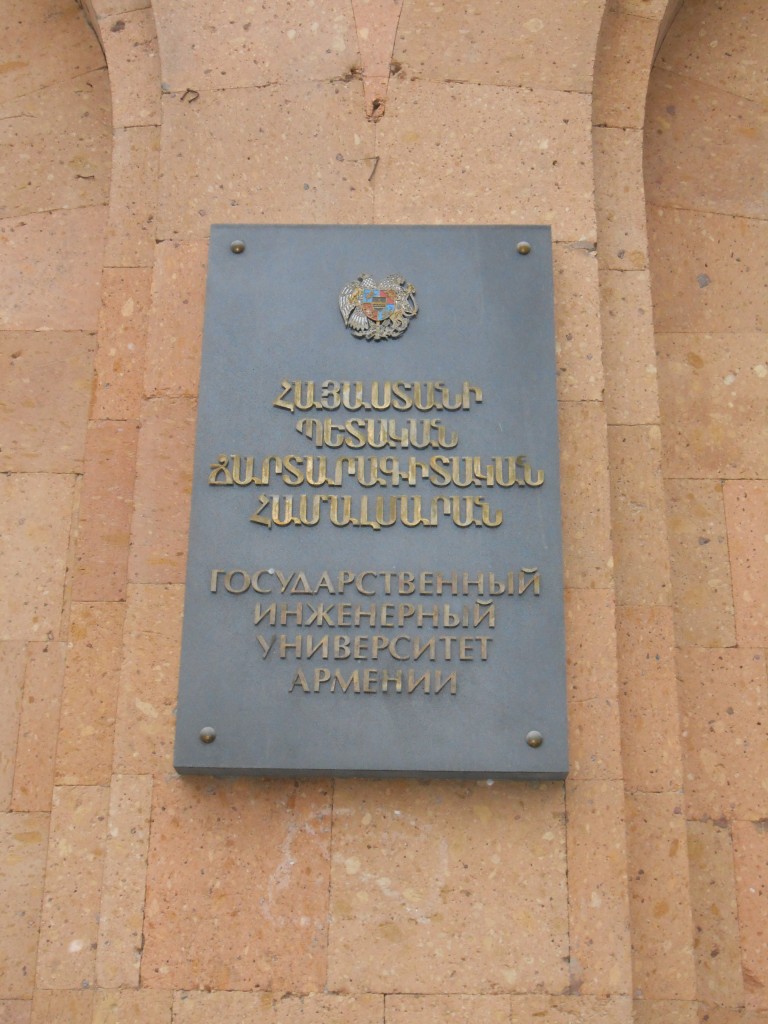 ՀԱՅԱՍՏԱՆԻ
ՊԵՏԱԿԱՆ
ՃԱՐՏԱՐԱԳԻՏԱԿԱՆ
ՀԱՄԱԼՍԱՐԱՆ
ГОСУДАРСТВЕННЫЙ
ИНЖЕНЕРНЫЙ
УНИВЕРСИТЕТ
АРМЕНИИ